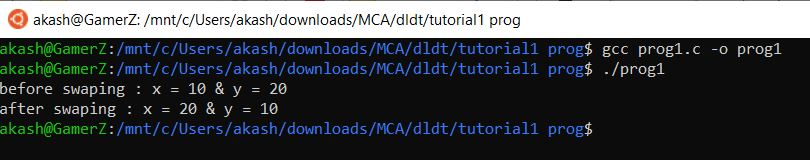 akash@GamerZ: /mnt/c/Users/akash/downloads/MCA/dldt/tutorial1 prog
akash@GamerZ:/mnt/c/Users/akash/downloads/MCA/dldt/tutorial1 prog$ gcc prog1.c -o prog1
akash@GamerZ:/mnt/c/Users/akash/downloads/MCA/dldt/tutorial1 prog$ ./prog1
before swaping : x = 10 & y = 20
after swaping : x = 20 & y = 10
akash@GamerZ:/mnt/c/Users/akash/downloads/MCA/dldt/tutorial1 prog$